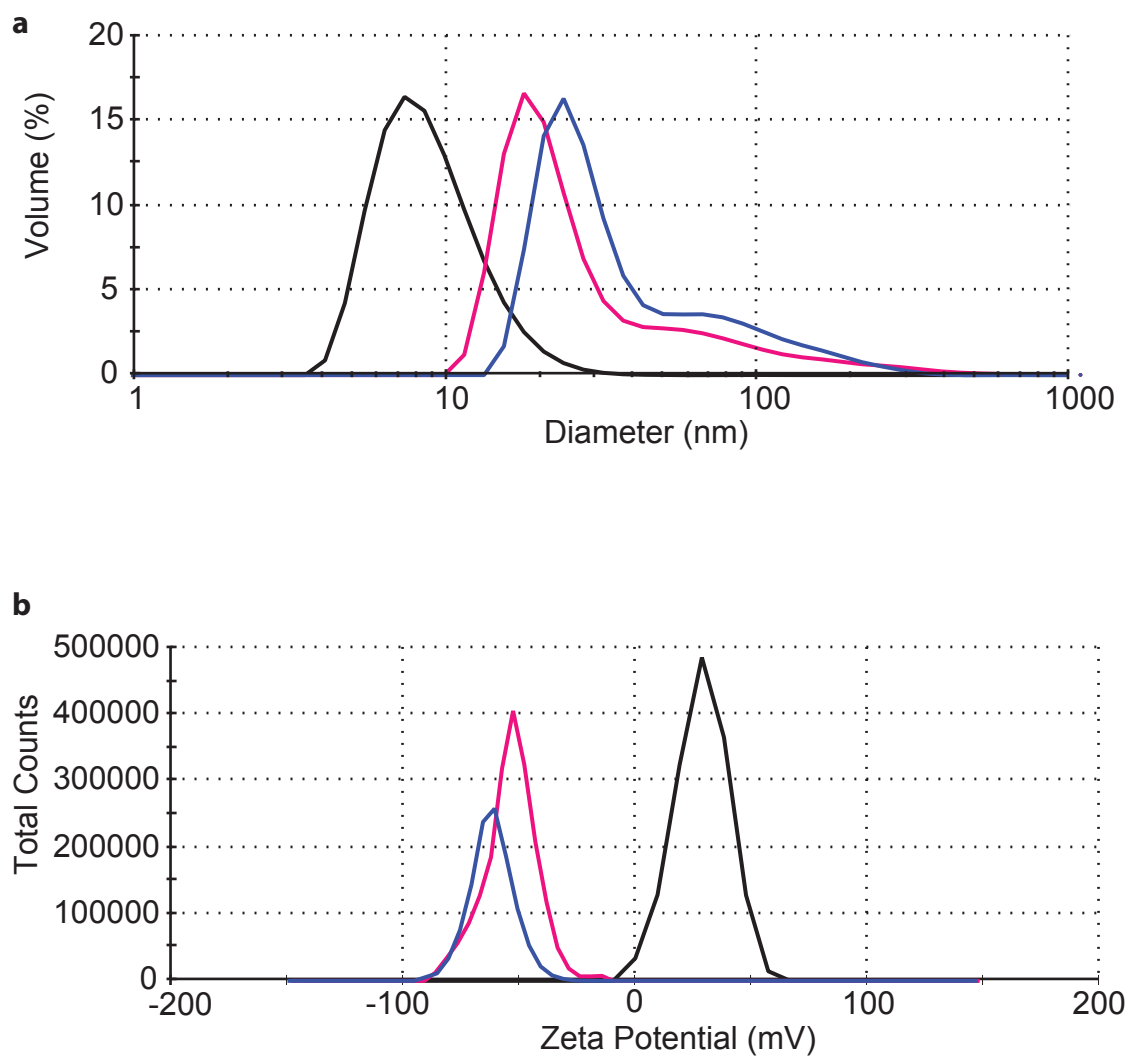 a
Volume (%)
20
15
10
5
0
1 10 100 1000
Diameter (nm)
b
Total Counts
500000
400000
300000
200000
100000
0
-200 -100 0 100 200
Zeta Potential (mV)